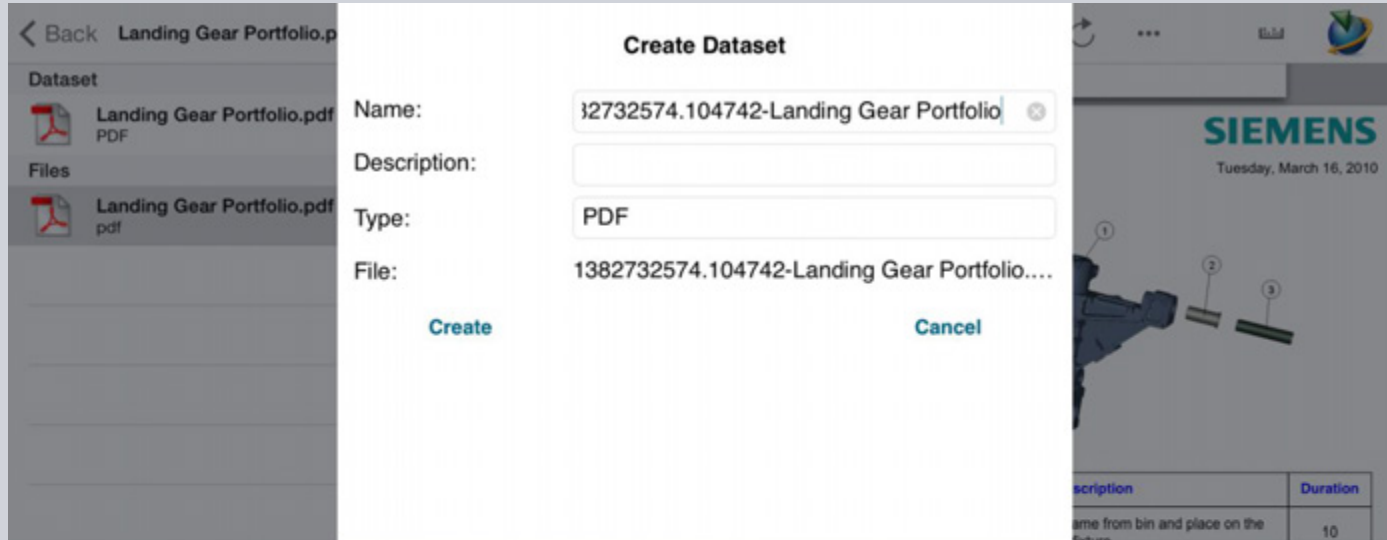 Back Landing Gear Portfolio.p
Dataset
Landing Gear Portfolio.pdf
PDF
Files
Landing Gear Portfolio.pdf
pdf
Create Dataset
Name: 32732574.104742-Landing Gear Portfolio
Description:
Type: PDF
File: 1382732574.104742-Landing Gear Portfolio....
Create Cancel
SIEMENS
Tuesday, March 16, 2010
1
2
3
scription Duration
ame from bin and place on the
10